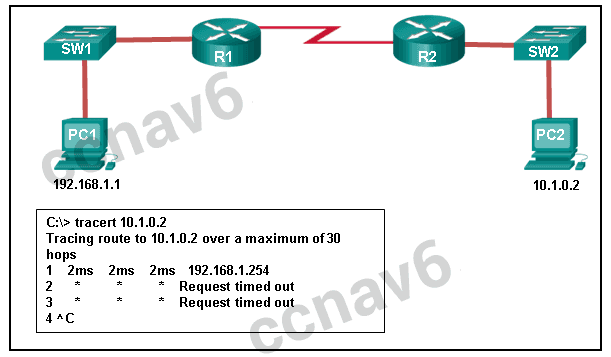 SW1
R1
R2
SW2
PC1
PC2
192.168.1.1
10.1.0.2
ccnav6
C:\> tracert 10.1.0.2
Tracing route to 10.1.0.2 over a maximum of 30
hops
1 2ms 2ms 2ms 192.168.1.254
2 * * * Request timed out
3 * * * Request timed out
4 ^C
ccnav6